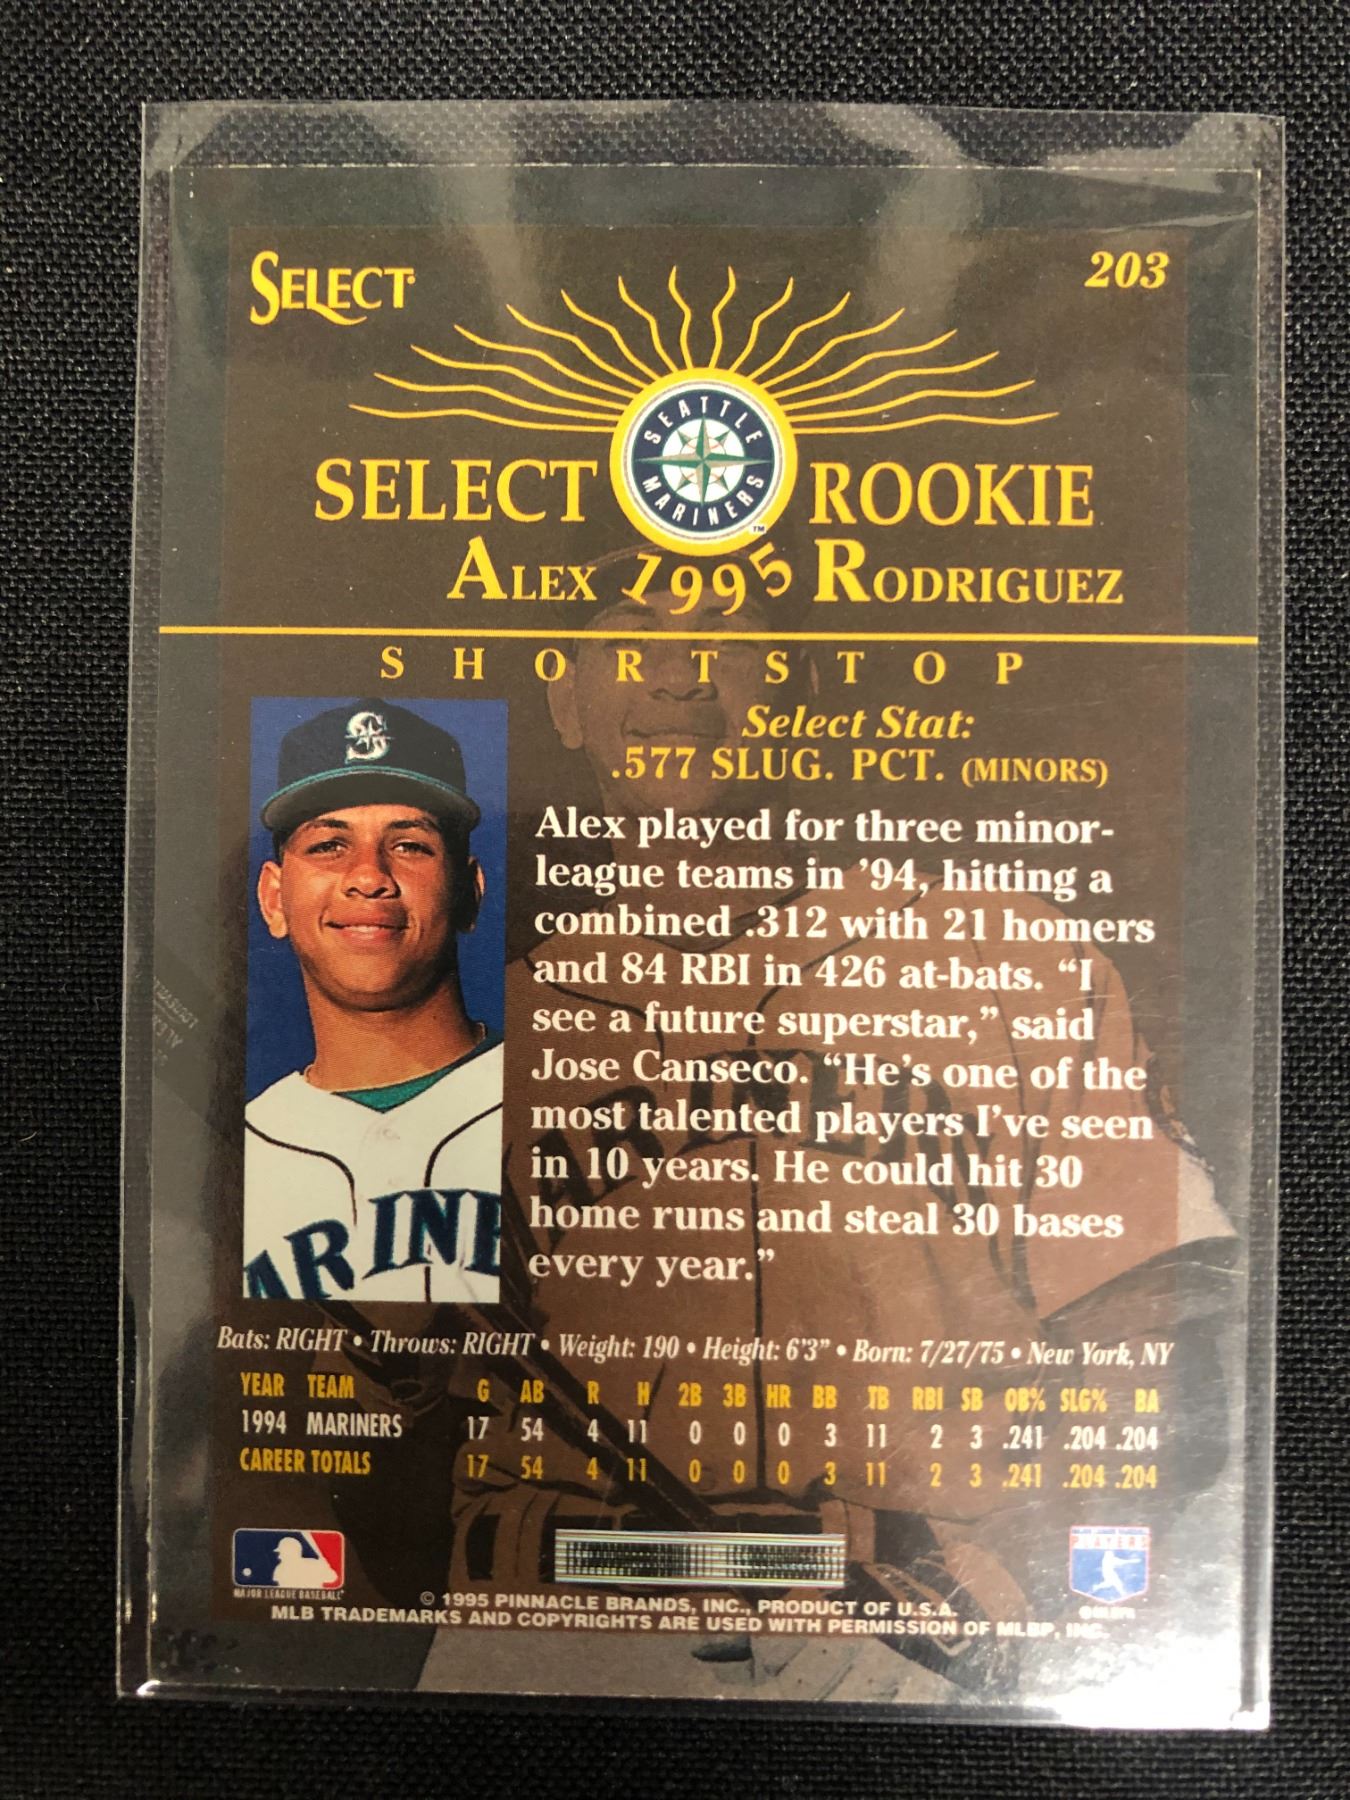 SELECT
203
SEATTLE
MARINERS
TM
SELECT ROOKIE
ALEX 1995 RODRIGUEZ
SHORTSTOP
Select Stat:
.577 SLUG. PCT. (MINORS)
Alex played for three minor-
league teams in ’94, hitting a
combined .312 with 21 homers
and 84 RBI in 426 at-bats. “I
see a future superstar,” said
Jose Canseco. “He’s one of the
most talented players I’ve seen
in 10 years. He could hit 30
home runs and steal 30 bases
every year.”
S
ARINE
Bats: RIGHT • Throws: RIGHT • Weight: 190 • Height: 6'3" • Born: 7/27/75 • New York, NY
YEAR TEAM G AB R H 2B 3B HR BB TB RBI SB OB% SLG% BA
1994 MARINERS 17 54 4 11 0 0 0 3 11 2 3 .241 .204 .204
CAREER TOTALS 17 54 4 11 0 0 0 3 11 2 3 .241 .204 .204
MAJOR LEAGUE BASEBALL
PLAYERS
© 1995 PINNACLE BRANDS, INC., PRODUCT OF U.S.A.
MLB TRADEMARKS AND COPYRIGHTS ARE USED WITH PERMISSION OF MLBP, INC.